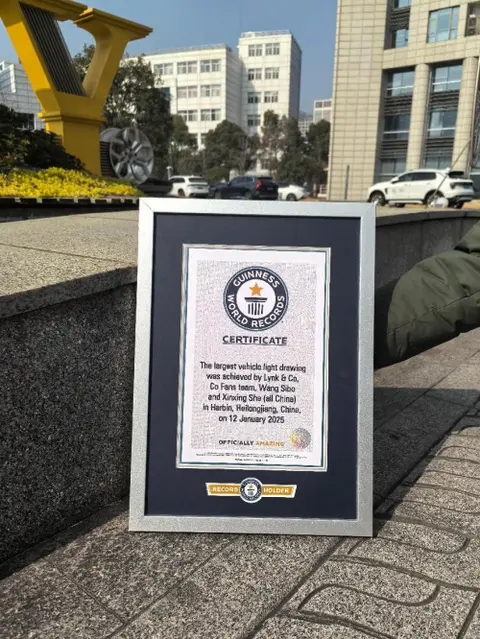 GUINNESS
WORLD RECORDS
CERTIFICATE
The largest vehicle light drawing
was achieved by Lynk & Co,
Co Fans team, Wang Sibo
and Xinxing She (all China)
in Harbin, Heilongjiang, China,
on 12 January 2025
OFFICIALLY AMAZING
RECORD HOLDER